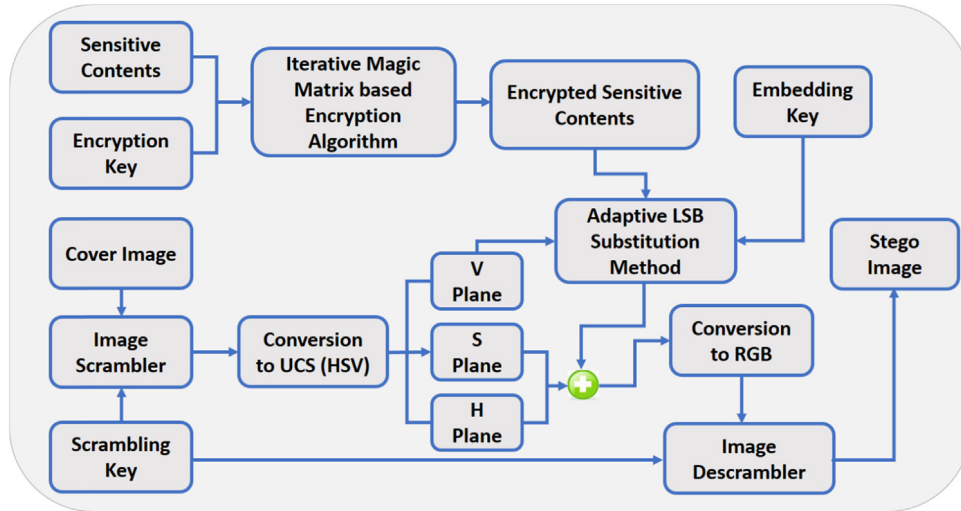 Sensitive
Contents
Encryption
Key
Iterative Magic
Matrix based
Encryption
Algorithm
Encrypted Sensitive
Contents
Embedding
Key
Adaptive LSB
Substitution
Method
Cover Image
Image
Scrambler
Scrambling
Key
Conversion
to UCS (HSV)
V
Plane
S
Plane
H
Plane
Conversion
to RGB
Image
Descrambler
Stego
Image